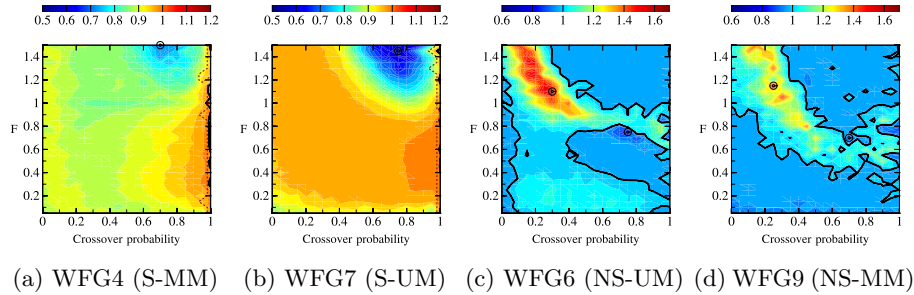 0.5 0.6 0.7 0.8 0.9 1 1.1 1.2
0.5 0.6 0.7 0.8 0.9 1 1.1 1.2
0.6 0.8 1 1.2 1.4 1.6
0.6 0.8 1 1.2 1.4 1.6
1.4
1.2
1
F
0.8
0.6
0.4
0.2
0 0.2 0.4 0.6 0.8 1
Crossover probability
1.4
1.2
1
F
0.8
0.6
0.4
0.2
0 0.2 0.4 0.6 0.8 1
Crossover probability
1.4
1.2
1
F
0.8
0.6
0.4
0.2
0 0.2 0.4 0.6 0.8 1
Crossover probability
1.4
1.2
1
F
0.8
0.6
0.4
0.2
0 0.2 0.4 0.6 0.8 1
Crossover probability
(a) WFG4 (S-MM)
(b) WFG7 (S-UM)
(c) WFG6 (NS-UM)
(d) WFG9 (NS-MM)